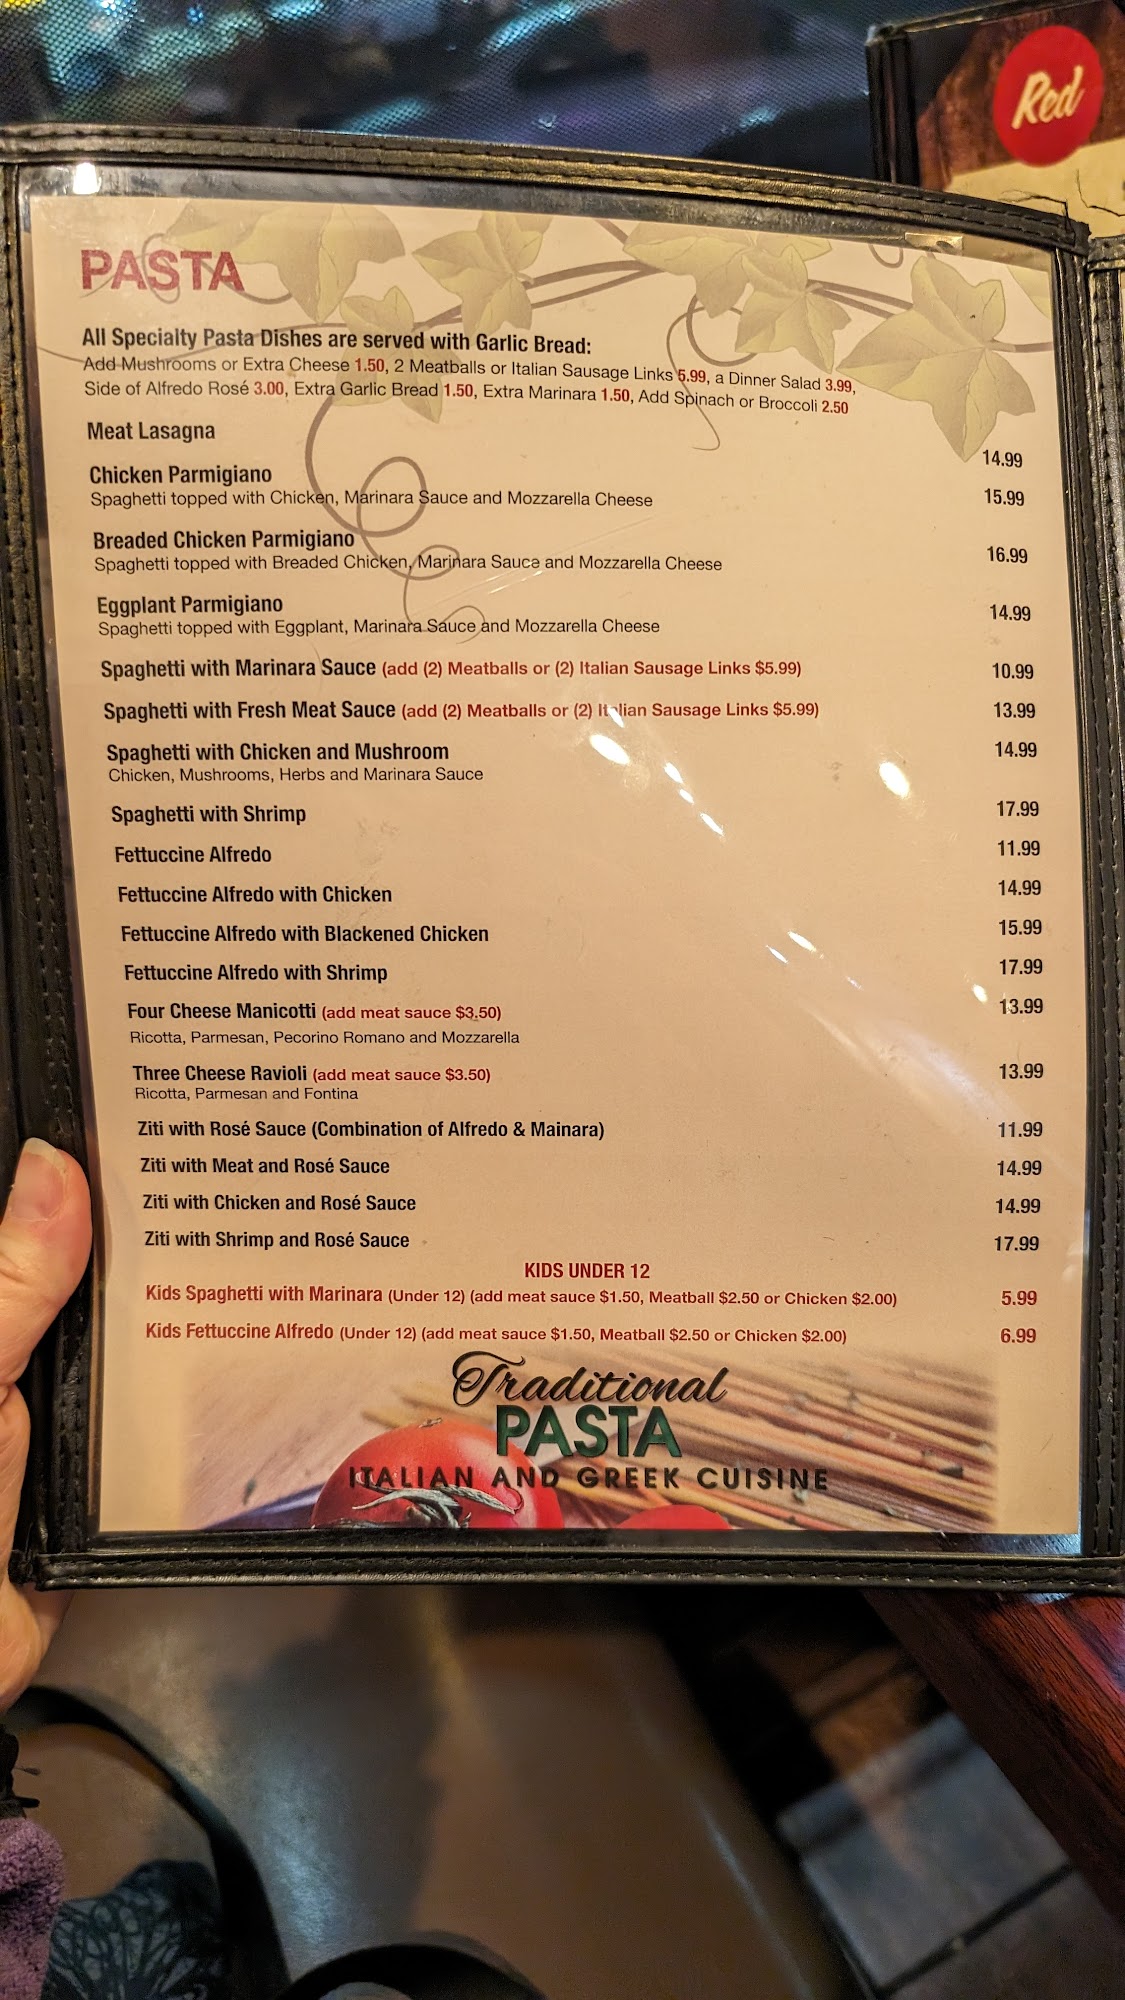 Red
PASTA
All Specialty Pasta Dishes are served with Garlic Bread:
Add Mushrooms or Extra Cheese 1.50, 2 Meatballs or Italian Sausage Links 5.99, a Dinner Salad 3.99,
Side of Alfredo Rosé 3.00, Extra Garlic Bread 1.50, Extra Marinara 1.50, Add Spinach or Broccoli 2.50
Meat Lasagna 14.99
Chicken Parmigiano 15.99
Spaghetti topped with Chicken, Marinara Sauce and Mozzarella Cheese
Breaded Chicken Parmigiano 16.99
Spaghetti topped with Breaded Chicken, Marinara Sauce and Mozzarella Cheese
Eggplant Parmigiano 14.99
Spaghetti topped with Eggplant, Marinara Sauce and Mozzarella Cheese
Spaghetti with Marinara Sauce (add (2) Meatballs or (2) Italian Sausage Links $5.99) 10.99
Spaghetti with Fresh Meat Sauce (add (2) Meatballs or (2) Italian Sausage Links $5.99) 13.99
Spaghetti with Chicken and Mushroom 14.99
Chicken, Mushrooms, Herbs and Marinara Sauce
Spaghetti with Shrimp 17.99
Fettuccine Alfredo 11.99
Fettuccine Alfredo with Chicken 14.99
Fettuccine Alfredo with Blackened Chicken 15.99
Fettuccine Alfredo with Shrimp 17.99
Four Cheese Manicotti (add meat sauce $3.50) 13.99
Ricotta, Parmesan, Pecorino Romano and Mozzarella
Three Cheese Ravioli (add meat sauce $3.50) 13.99
Ricotta, Parmesan and Fontina
Ziti with Rosé Sauce (Combination of Alfredo & Mainara) 11.99
Ziti with Meat and Rosé Sauce 14.99
Ziti with Chicken and Rosé Sauce 14.99
Ziti with Shrimp and Rosé Sauce 17.99
KIDS UNDER 12
Kids Spaghetti with Marinara (Under 12) (add meat sauce $1.50, Meatball $2.50 or Chicken $2.00) 5.99
Kids Fettuccine Alfredo (Under 12) (add meat sauce $1.50, Meatball $2.50 or Chicken $2.00) 6.99
Traditional
PASTA
ITALIAN AND GREEK CUISINE